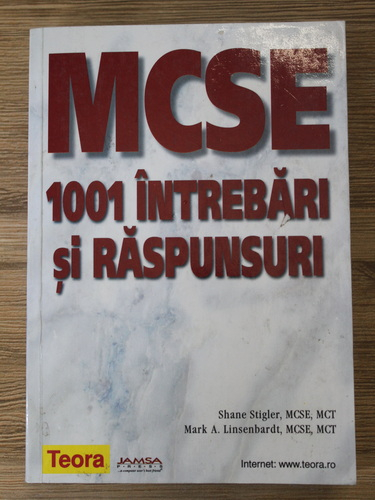 MCSE
1001 ÎNTREBĂRI
și RĂSPUNSURI
Shane Stigler, MCSE, MCT
Mark A. Linsenbardt, MCSE, MCT
Teora
JAMSA
PRESS
Internet: www.teora.ro